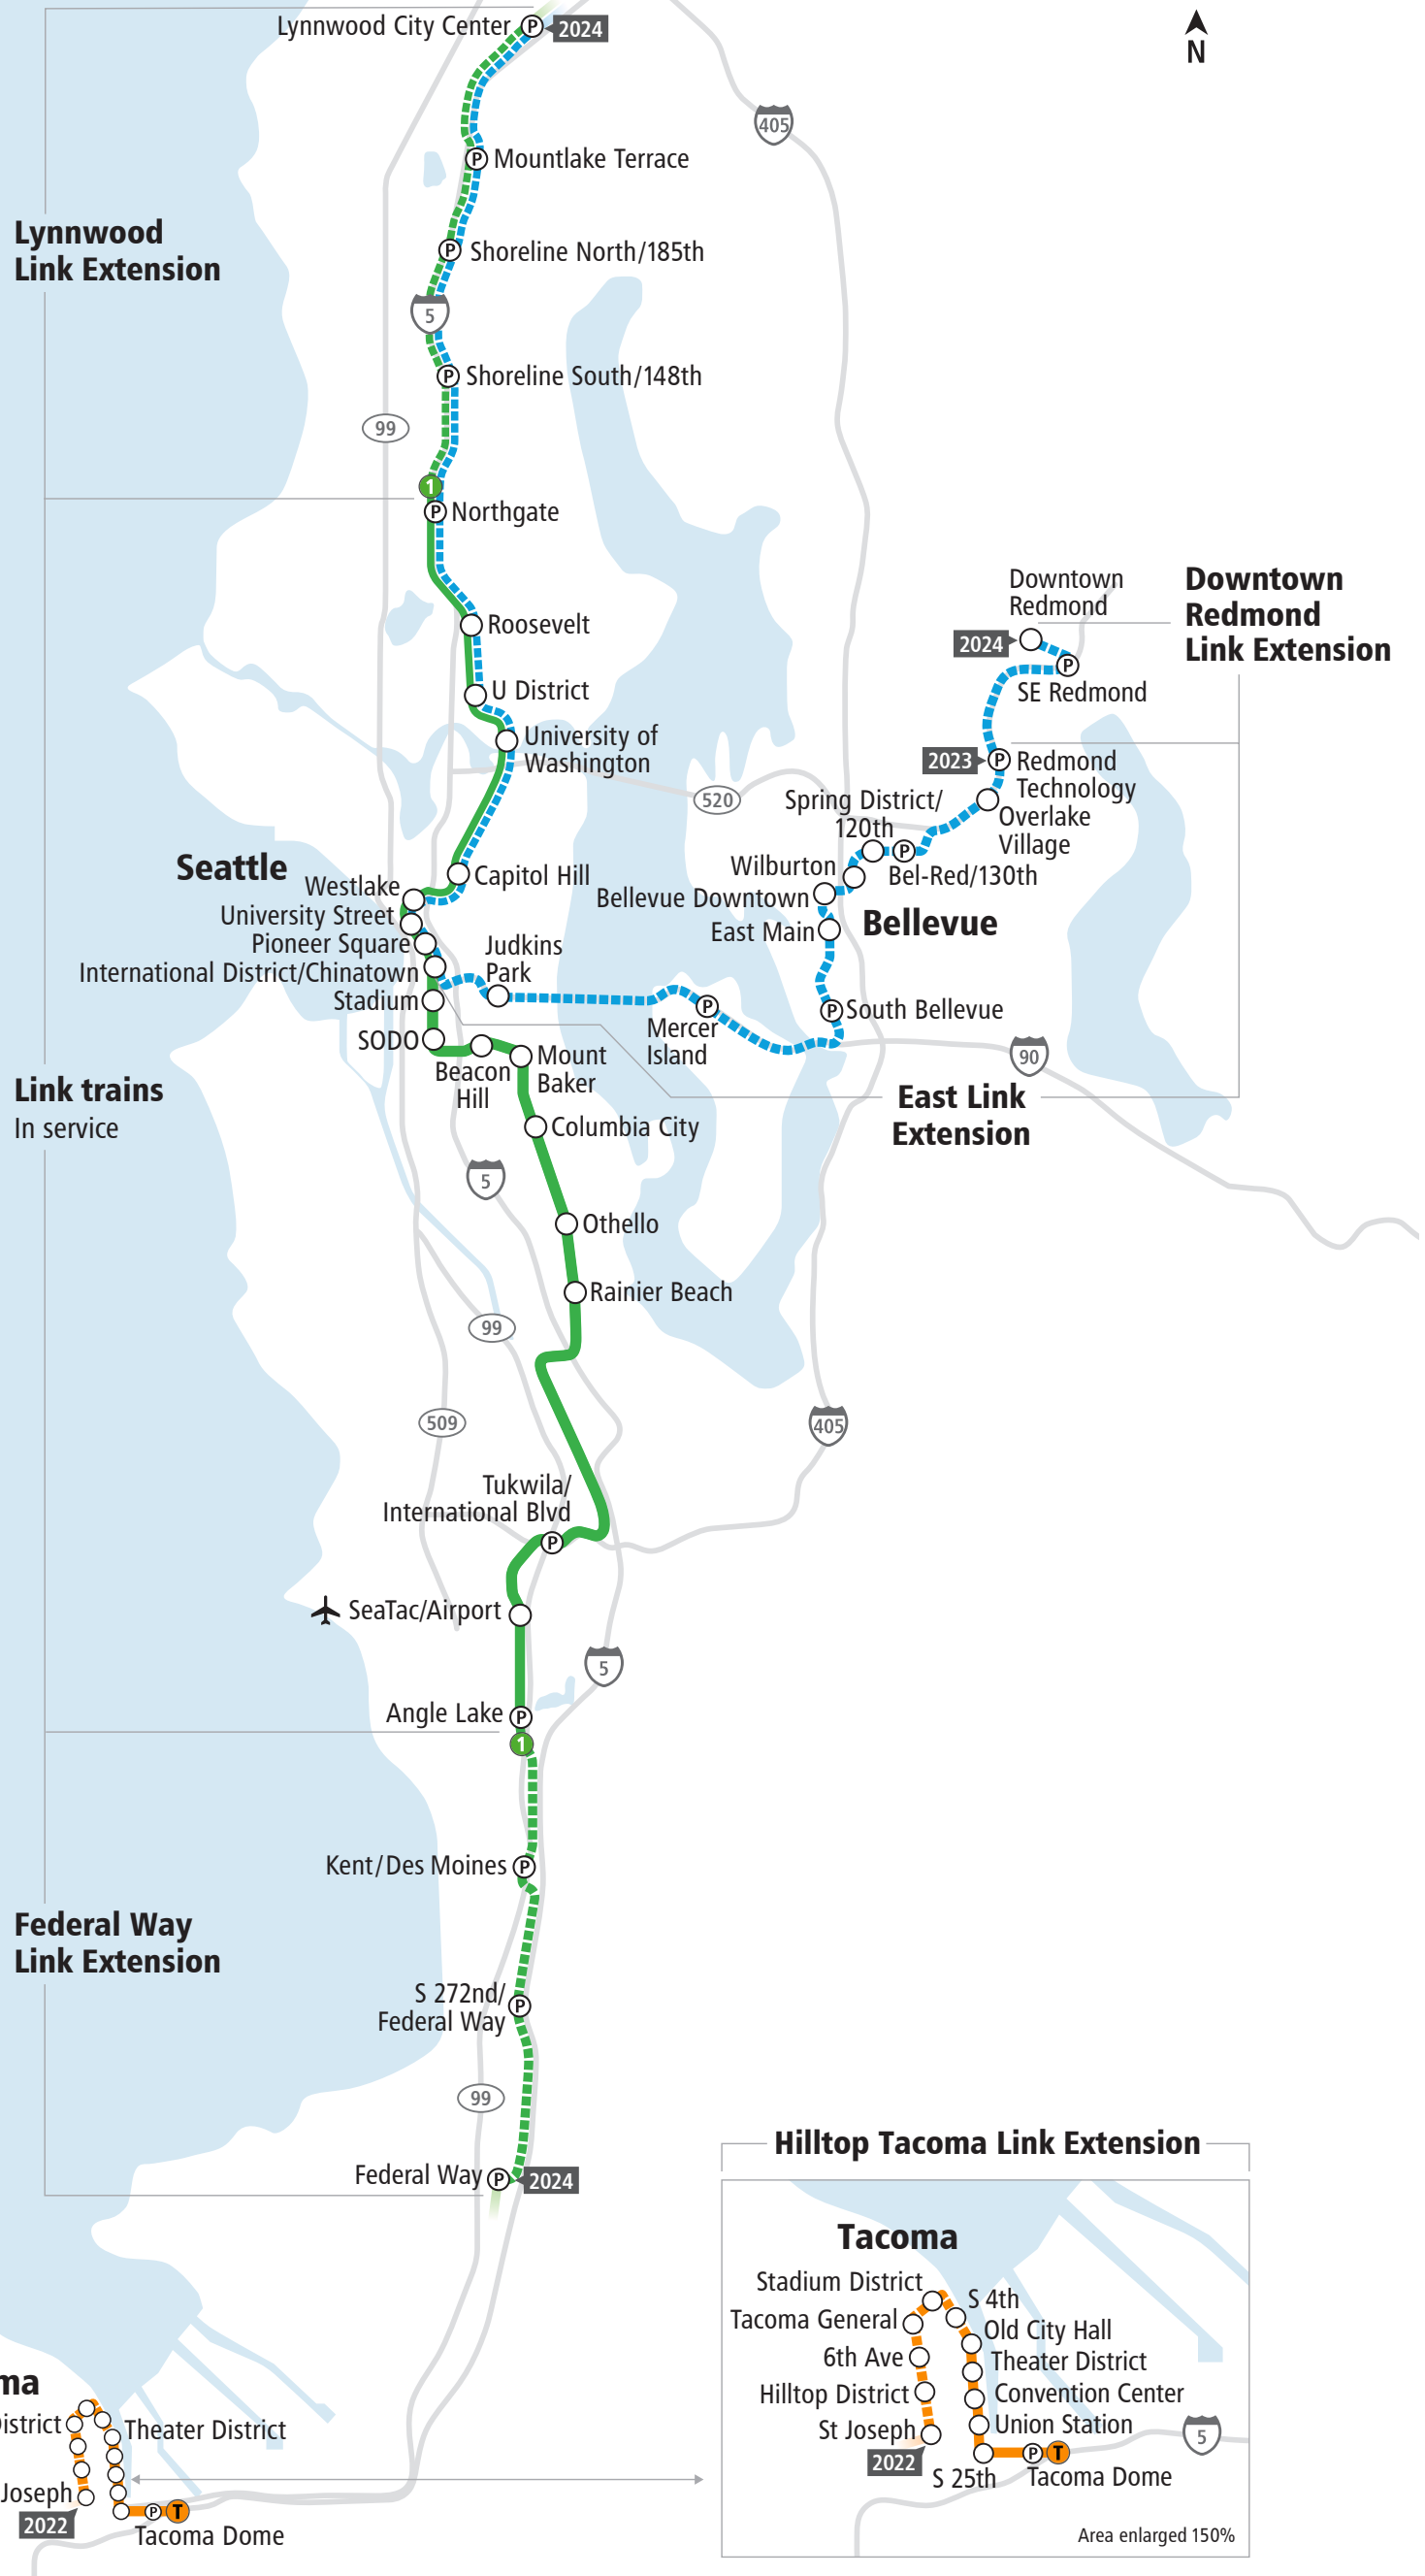 Lynnwood City Center
P
2024
N
405
P
Mountlake Terrace
Lynnwood
Link Extension
P
Shoreline North/185th
5
P
Shoreline South/148th
99
1
P
Northgate
Downtown
Redmond
Downtown
Redmond
Link Extension
Roosevelt
2024
P
SE Redmond
U District
University of
Washington
2023
P
Redmond
Technology
520
Spring District/
120th
Overlake
Village
P
Seattle
Wilburton
Bel-Red/130th
Capitol Hill
Westlake
Bellevue Downtown
University Street
Bellevue
East Main
Pioneer Square
Judkins
Park
International District/Chinatown
Stadium
P
P
South Bellevue
SODO
Mercer
Island
Mount
Baker
90
Beacon
Hill
Link trains
In service
East Link
Extension
Columbia City
5
Othello
Rainier Beach
99
509
405
Tukwila/
International Blvd
P
SeaTac/Airport
5
Angle Lake
P
1
Kent/Des Moines
P
Federal Way
Link Extension
S 272nd/
Federal Way
P
99
Hilltop Tacoma Link Extension
Federal Way
P
2024
Tacoma
Stadium District
S 4th
Tacoma General
Old City Hall
6th Ave
Theater District
Hilltop District
Convention Center
St Joseph
Union Station
5
2022
P
T
S 25th
Tacoma Dome
Area enlarged 150%
ma
istrict
Theater District
Joseph
2022
P
T
Tacoma Dome